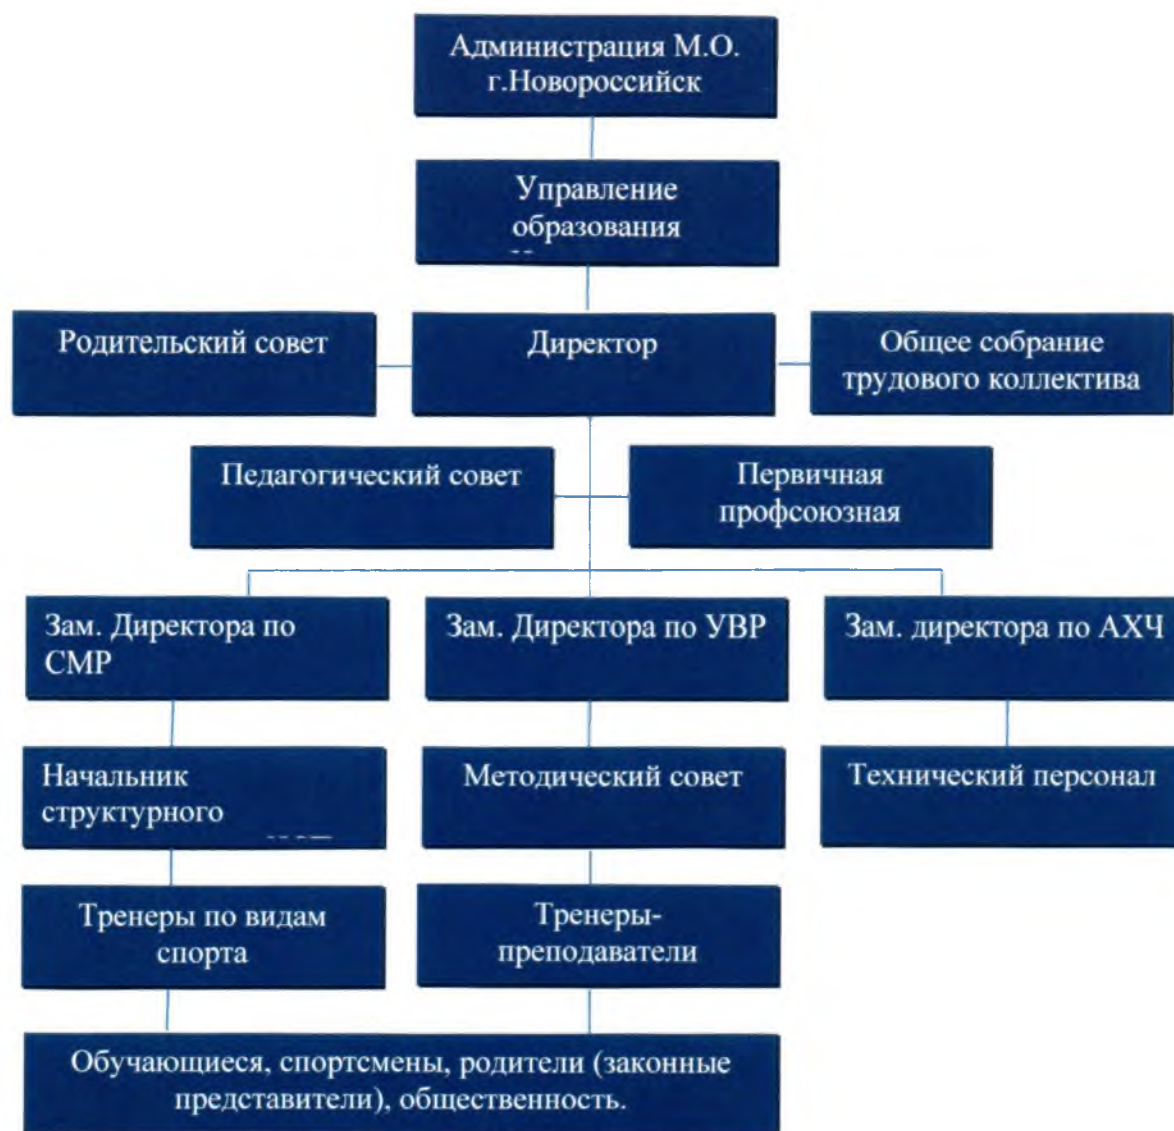 Администрация М.О.
г.Новороссийск
Управление
образования
Родительский совет
Директор
Общее собрание
трудового коллектива
Педагогический совет
Первичная
профсоюзная
Зам. Директора по
СМР
Зам. Директора по УВР
Зам. директора по АХЧ
Начальник
структурного
Методический совет
Технический персонал
Тренеры по видам
спорта
Тренеры-
преподаватели
Обучающиеся, спортсмены, родители (законные
представители), общественность.